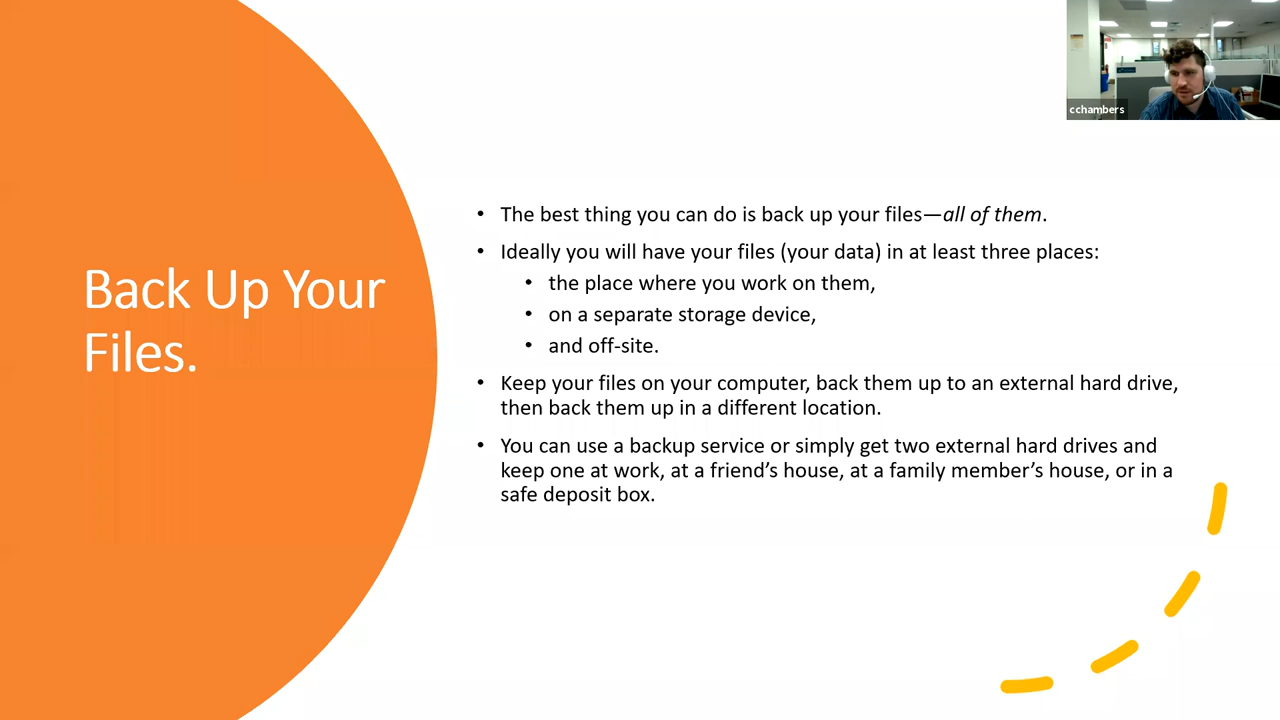 cchambers
Back Up Your
Files.
• The best thing you can do is back up your files—all of them.
• Ideally you will have your files (your data) in at least three places:
• the place where you work on them,
• on a separate storage device,
• and off-site.
• Keep your files on your computer, back them up to an external hard drive,
then back them up in a different location.
• You can use a backup service or simply get two external hard drives and
keep one at work, at a friend’s house, at a family member’s house, or in a
safe deposit box.